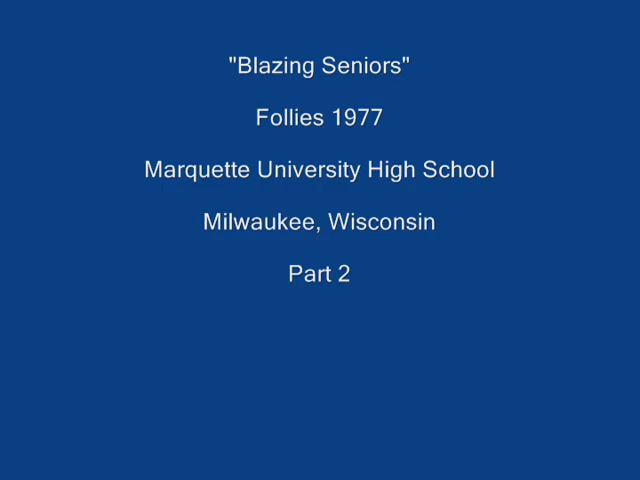 "Blazing Seniors"
Follies 1977
Marquette University High School
Milwaukee, Wisconsin
Part 2